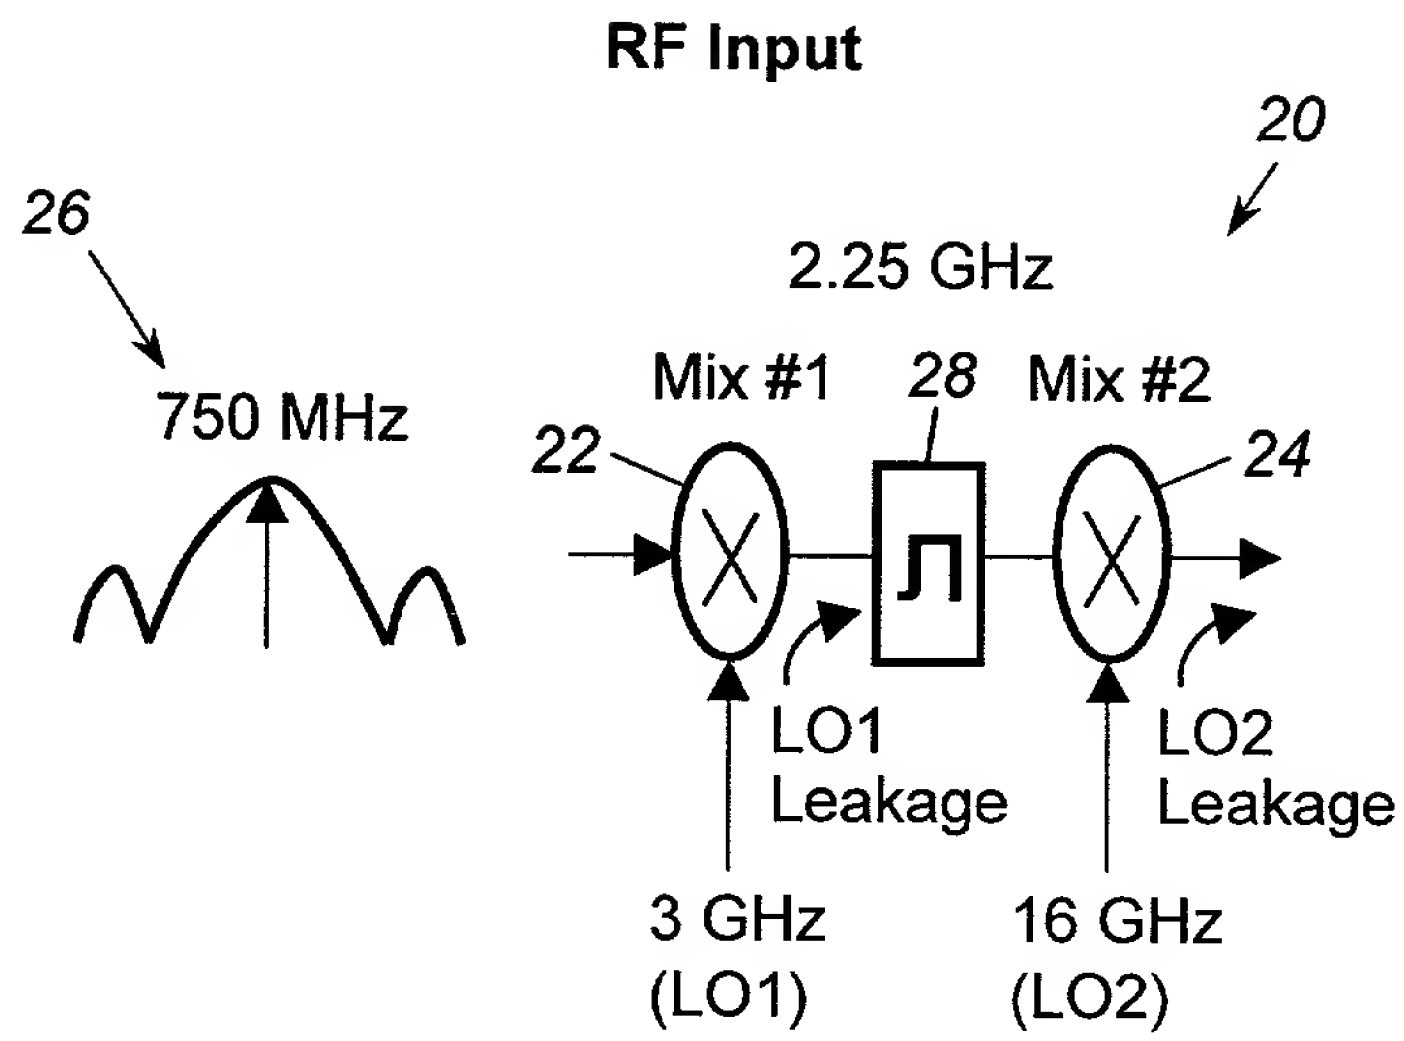 RF Input
20
26
2.25 GHz
750 MHz
Mix #1
28
Mix #2
22
24
LO1
Leakage
LO2
Leakage
3 GHz
(LO1)
16 GHz
(LO2)